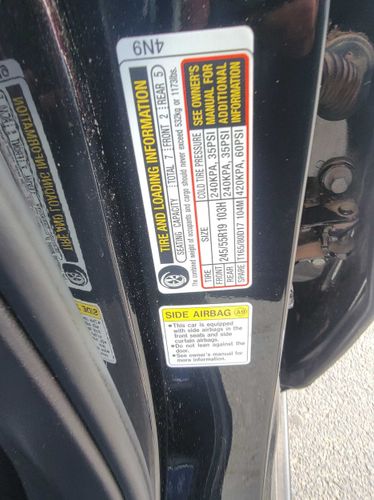 4N9
TIRE AND LOADING INFORMATION
SEATING CAPACITY TOTAL 7 FRONT 2 REAR 5
The combined weight of occupants and cargo should never exceed 532kg or 1173lbs.
TIRE SIZE COLD TIRE PRESSURE
FRONT 245/55R19 103H 240KPA, 35PSI
REAR 245/55R19 103H 240KPA, 35PSI
SPARE T165/80D17 104M 420KPA, 60PSI
SEE OWNER'S
MANUAL FOR
ADDITIONAL
INFORMATION
SIDE AIRBAG A9
•This car is equipped
with side airbags in the
front seats and side
curtain airbags.
•Do not lean against the
door.
•See owner's manual for
more information.